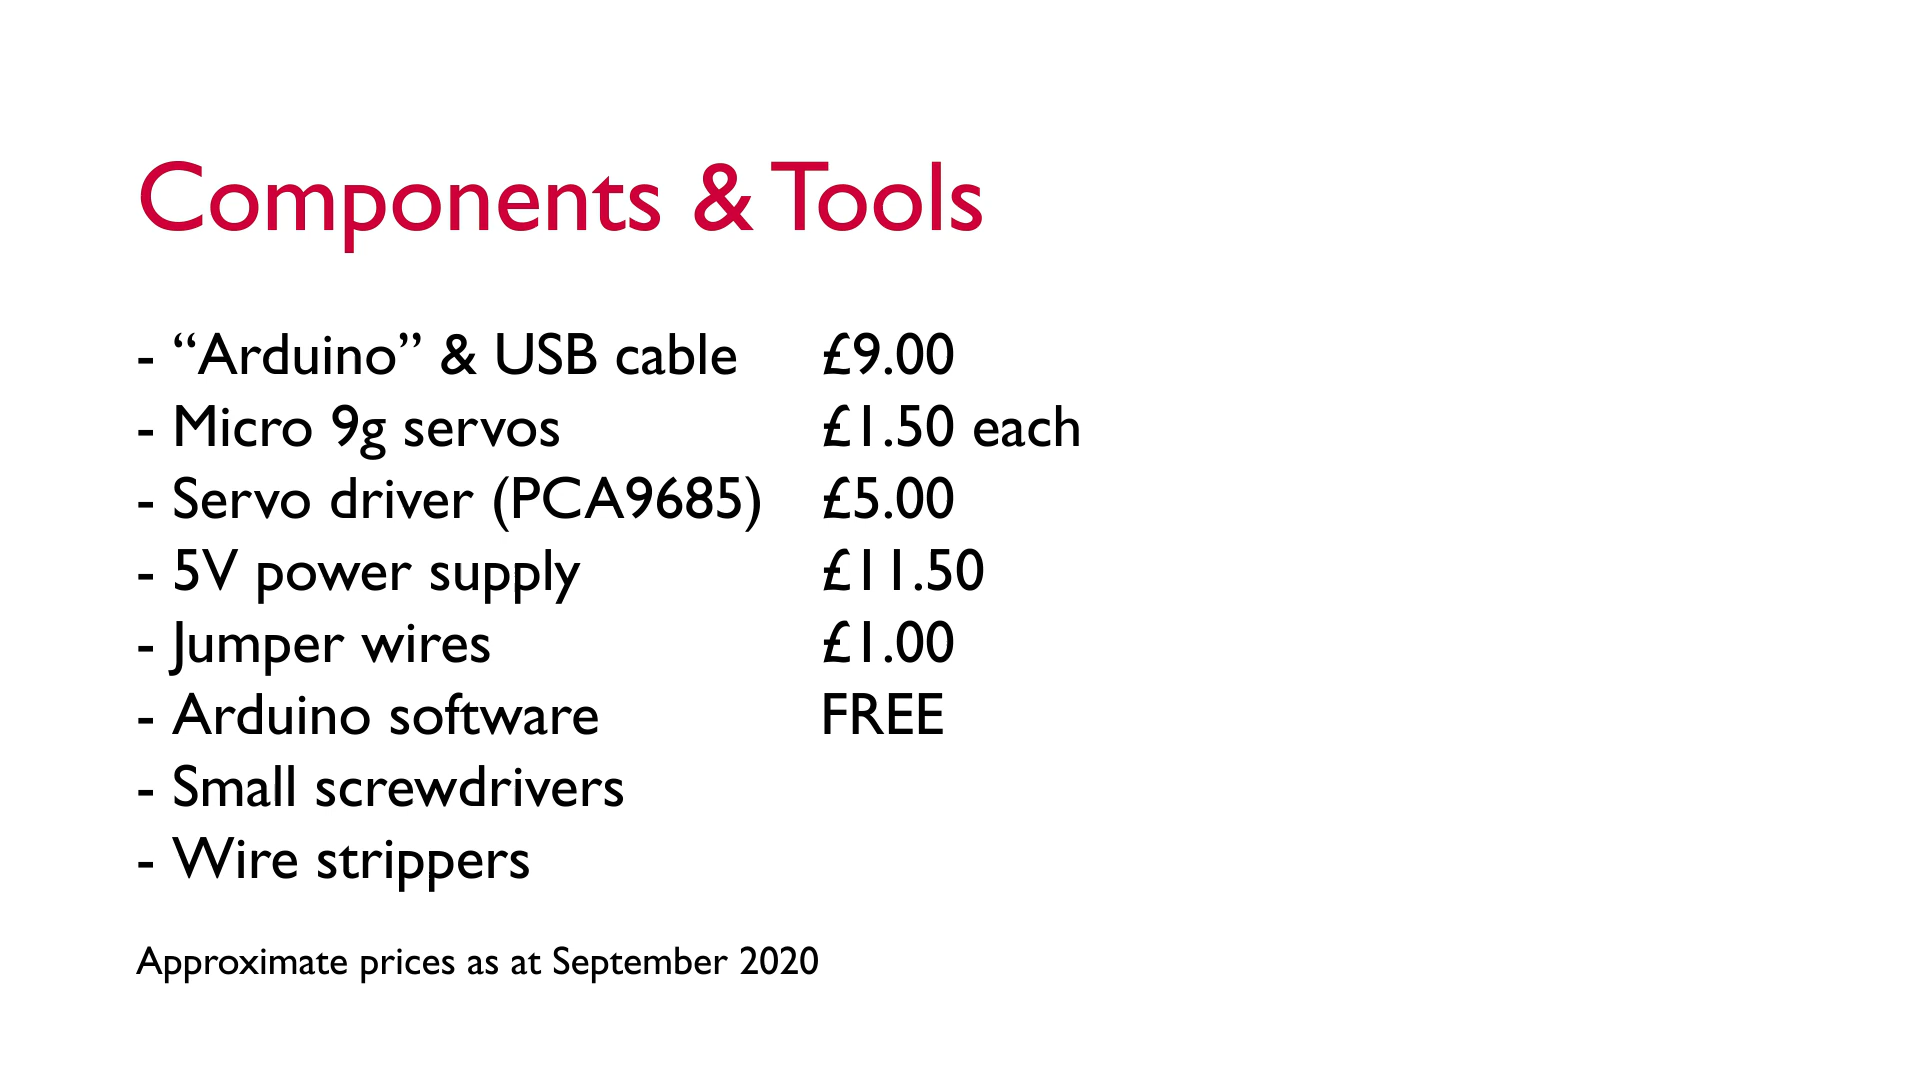 Components & Tools
- “Arduino” & USB cable £9.00
- Micro 9g servos £1.50 each
- Servo driver (PCA9685) £5.00
- 5V power supply £11.50
- Jumper wires £1.00
- Arduino software FREE
- Small screwdrivers
- Wire strippers
Approximate prices as at September 2020